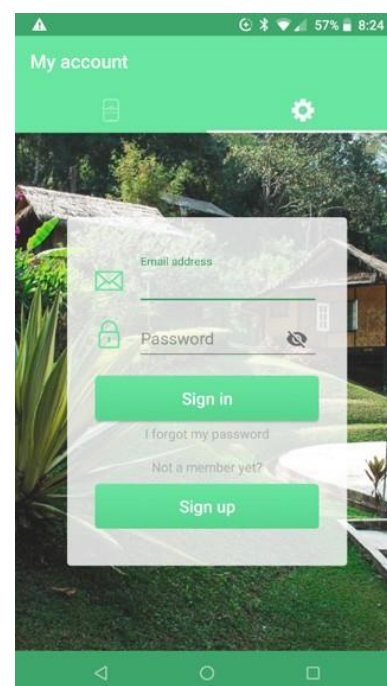 57% 8:24
My account
Email address
Password
Sign in
I forgot my password
Not a member yet?
Sign up